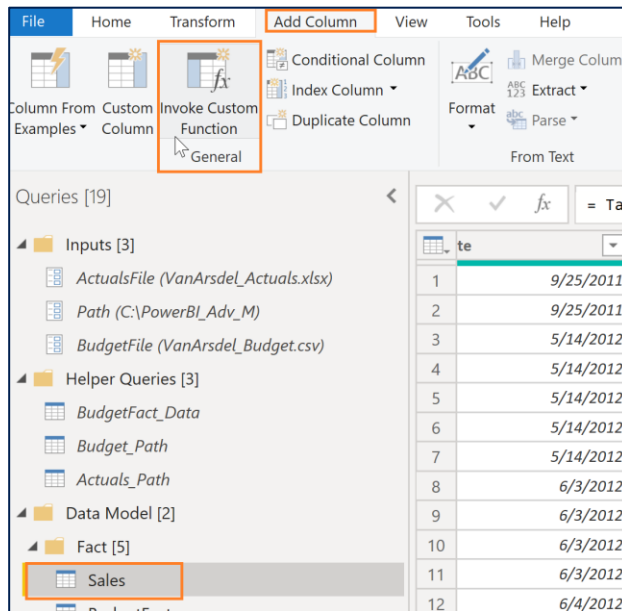 File Home Transform Add Column View Tools Help
Column From Examples
Custom Column
Invoke Custom Function
Conditional Column
Index Column
Duplicate Column
General
ABC
Format
Merge Colum
ABC 123 Extract
abc Parse
From Text
Queries [19]
fx = Ta
Inputs [3]
ActualsFile (VanArsdel_Actuals.xlsx)
Path (C:\PowerBI_Adv_M)
BudgetFile (VanArsdel_Budget.csv)
Helper Queries [3]
BudgetFact_Data
Budget_Path
Actuals_Path
Data Model [2]
Fact [5]
Sales
te
1 9/25/2011
2 9/25/2011
3 5/14/2012
4 5/14/2012
5 5/14/2012
6 5/14/2012
7 5/14/2012
8 6/3/2012
9 6/3/2012
10 6/3/2012
11 6/3/2012
12 6/4/2012